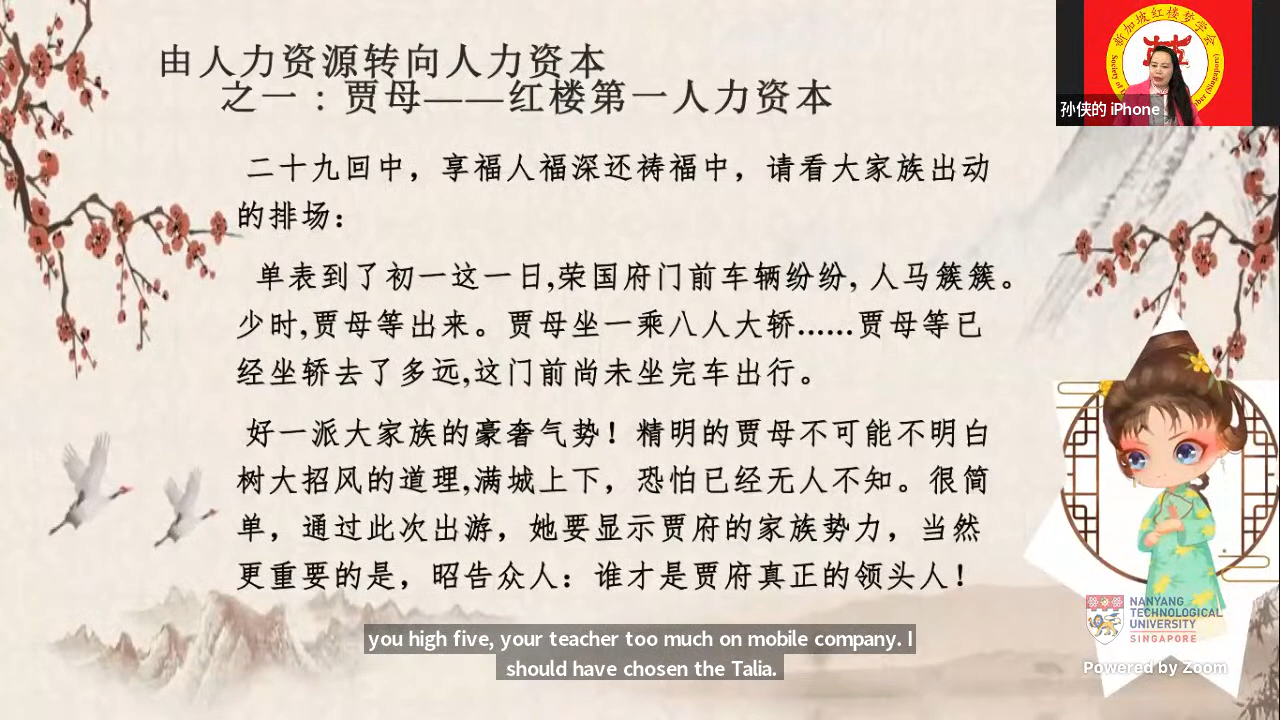 由人力资源转向人力资本
之一：贾母——红楼第一人力资本
新加坡红楼梦学会
孙侠的 iPhone
二十九回中，享福人福深还祷福中，请看大家族出动
的排场：
单表到了初一这一日,荣国府门前车辆纷纷, 人马簇簇。
少时,贾母等出来。贾母坐一乘八人大轿……贾母等已
经坐轿去了多远,这门前尚未坐完车出行。
好一派大家族的豪奢气势！精明的贾母不可能不明白
树大招风的道理,满城上下，恐怕已经无人不知。很简
单，通过此次出游，她要显示贾府的家族势力，当然
更重要的是，昭告众人：谁才是贾府真正的领头人！
NANYANG
TECHNOLOGICAL
UNIVERSITY
SINGAPORE
you high five, your teacher too much on mobile company. I
should have chosen the Talia.
Powered by Zoom